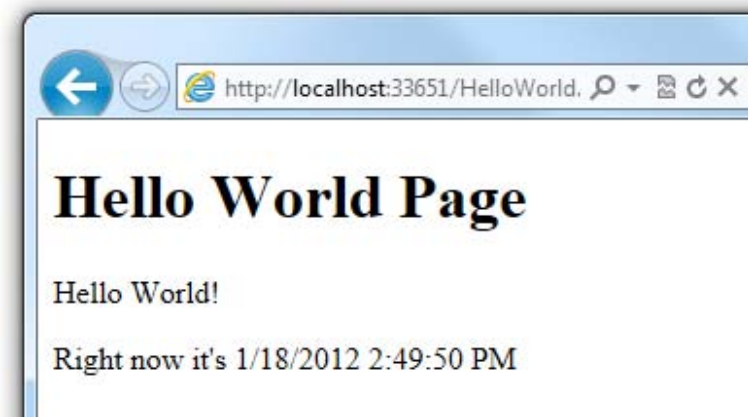 http://localhost:33651/HelloWorld.
Hello World Page
Hello World!
Right now it's 1/18/2012 2:49:50 PM